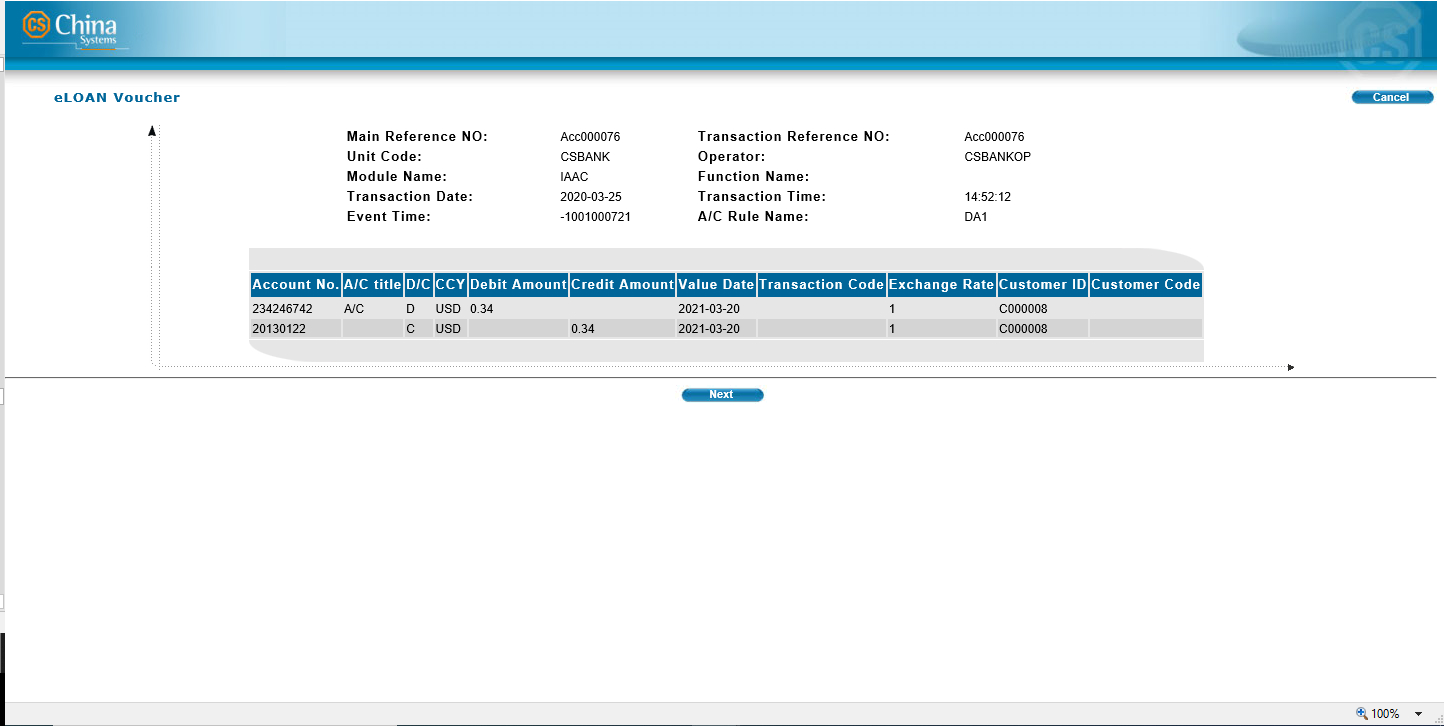 CS China
Systems
eLOAN Voucher
Cancel
Main Reference NO: Acc000076 Transaction Reference NO: Acc000076
Unit Code: CSBANK Operator: CSBANKOP
Module Name: IAAC Function Name:
Transaction Date: 2020-03-25 Transaction Time: 14:52:12
Event Time: -1001000721 A/C Rule Name: DA1
Account No. A/C title D/C CCY Debit Amount Credit Amount Value Date Transaction Code Exchange Rate Customer ID Customer Code
234246742 A/C D USD 0.34 2021-03-20 1 C000008
20130122 C USD 0.34 2021-03-20 1 C000008
Next
100%